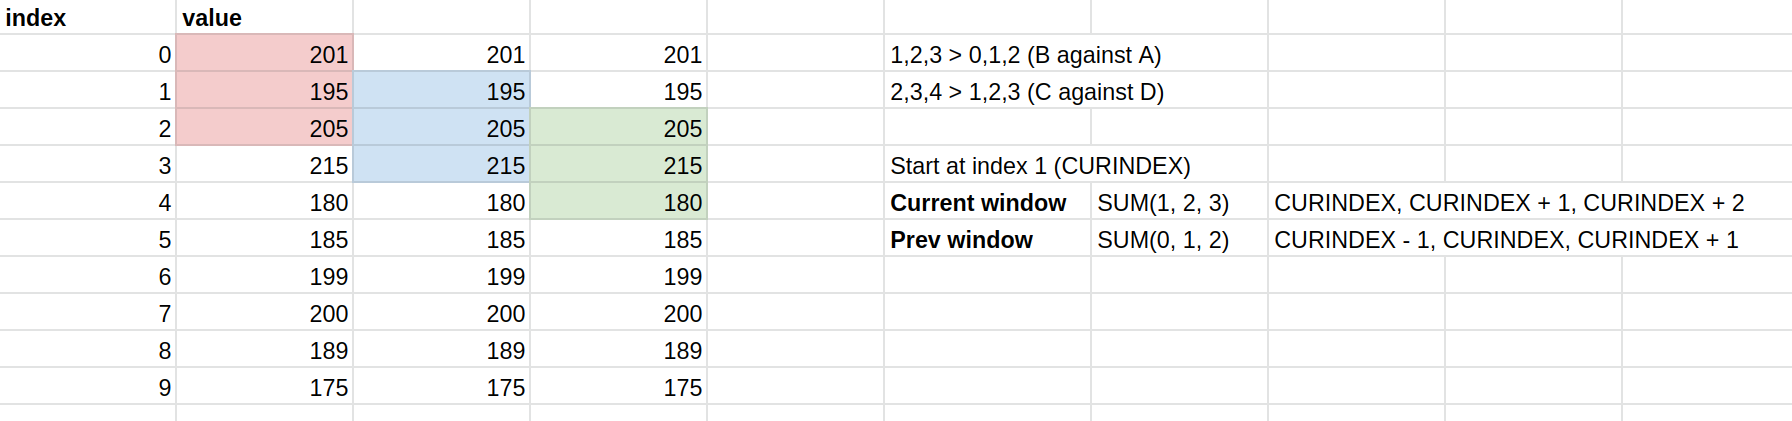 index value
0 201 201 201 1,2,3 > 0,1,2 (B against A)
1 195 195 195 2,3,4 > 1,2,3 (C against D)
2 205 205 205
3 215 215 215 Start at index 1 (CURINDEX)
4 180 180 180 Current window SUM(1, 2, 3) CURINDEX, CURINDEX + 1, CURINDEX + 2
5 185 185 185 Prev window SUM(0, 1, 2) CURINDEX - 1, CURINDEX, CURINDEX + 1
6 199 199 199
7 200 200 200
8 189 189 189
9 175 175 175